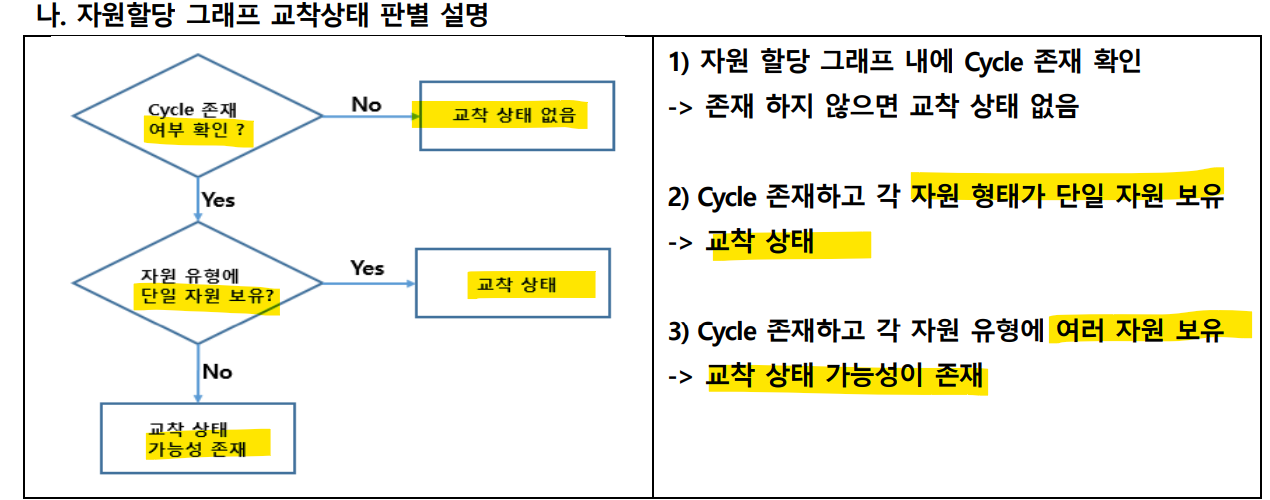 나. 자원할당 그래프 교착상태 판별 설명
Cycle 존재
여부 확인 ?
No
교착 상태 없음
Yes
자원 유형에
단일 자원 보유?
Yes
교착 상태
No
교착 상태
가능성 존재
1) 자원 할당 그래프 내에 Cycle 존재 확인
-> 존재 하지 않으면 교착 상태 없음
2) Cycle 존재하고 각 자원 형태가 단일 자원 보유
-> 교착 상태
3) Cycle 존재하고 각 자원 유형에 여러 자원 보유
-> 교착 상태 가능성이 존재